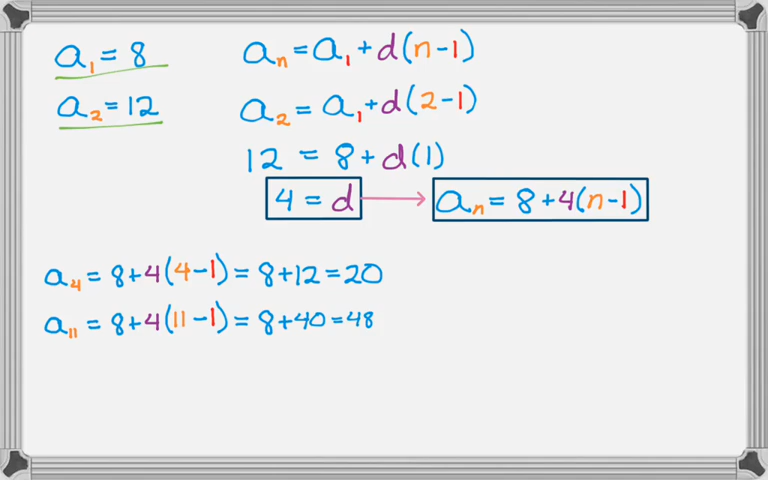 a₁ = 8
a₂ = 12
aₙ = a₁ + d(n-1)
a₂ = a₁ + d(2-1)
12 = 8 + d(1)
4 = d → aₙ = 8 + 4(n-1)
a₄ = 8 + 4(4-1) = 8 + 12 = 20
a₁₁ = 8 + 4(11-1) = 8 + 40 = 48